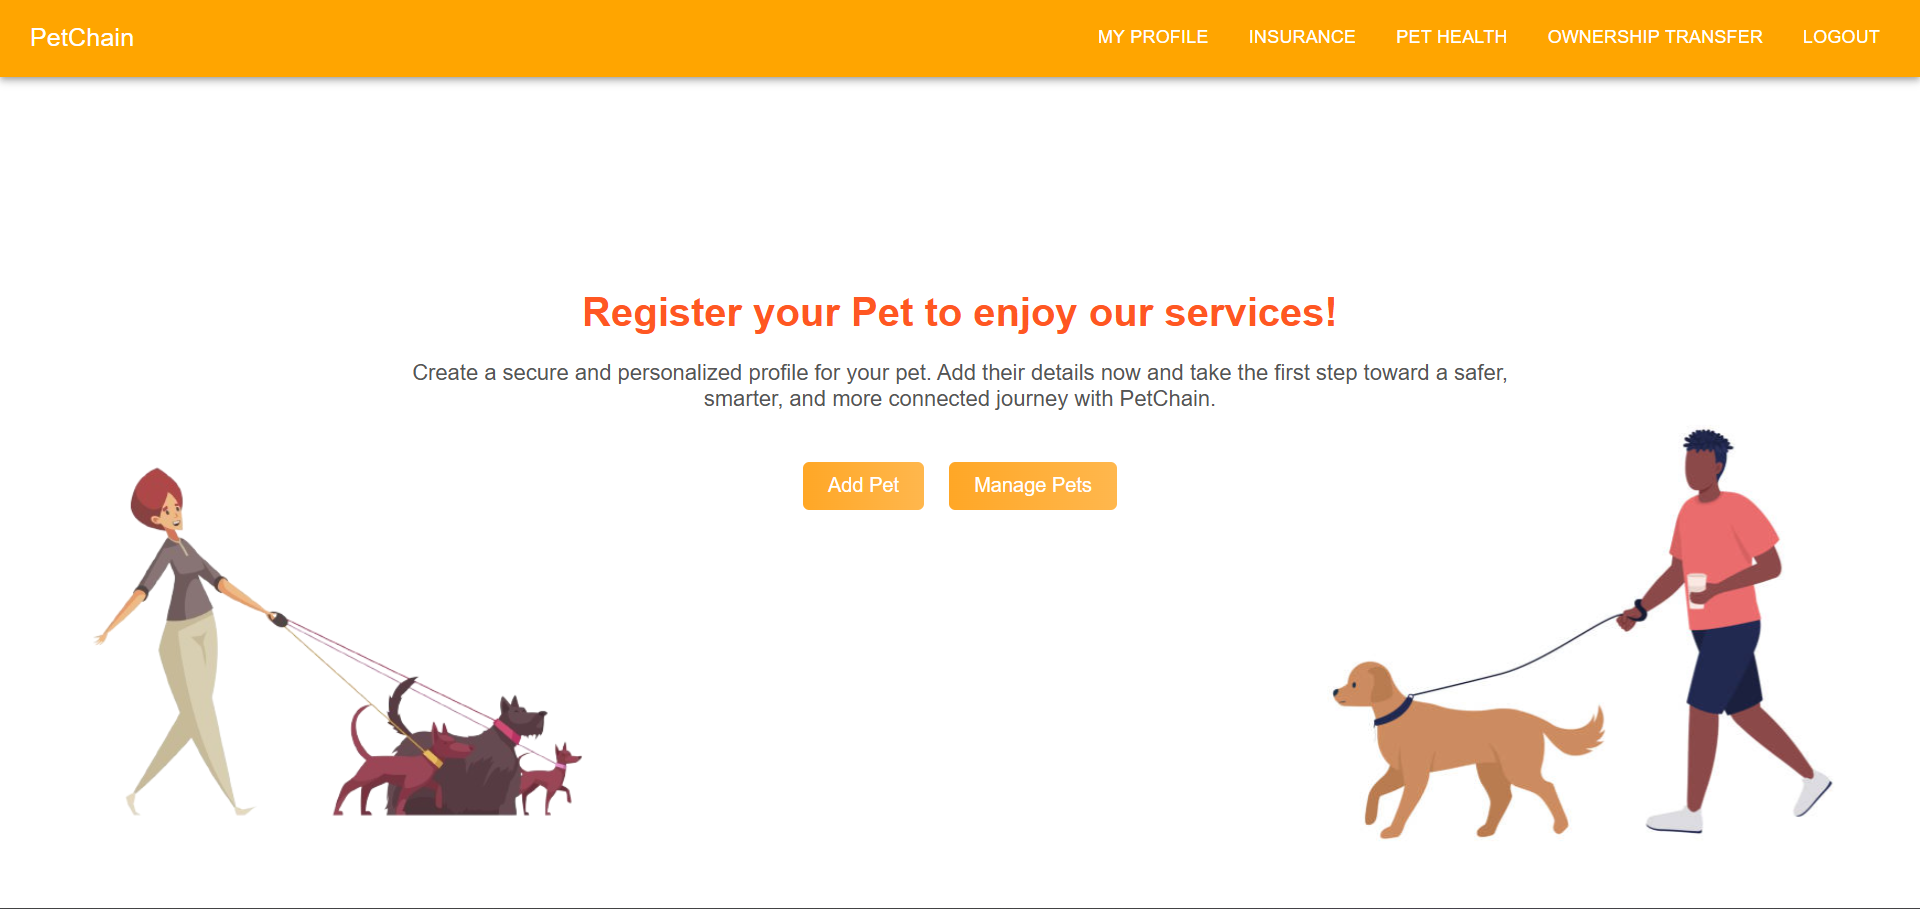 PetChain
MY PROFILE
INSURANCE
PET HEALTH
OWNERSHIP TRANSFER
LOGOUT
Register your Pet to enjoy our services!
Create a secure and personalized profile for your pet. Add their details now and take the first step toward a safer,
smarter, and more connected journey with PetChain.
Add Pet
Manage Pets